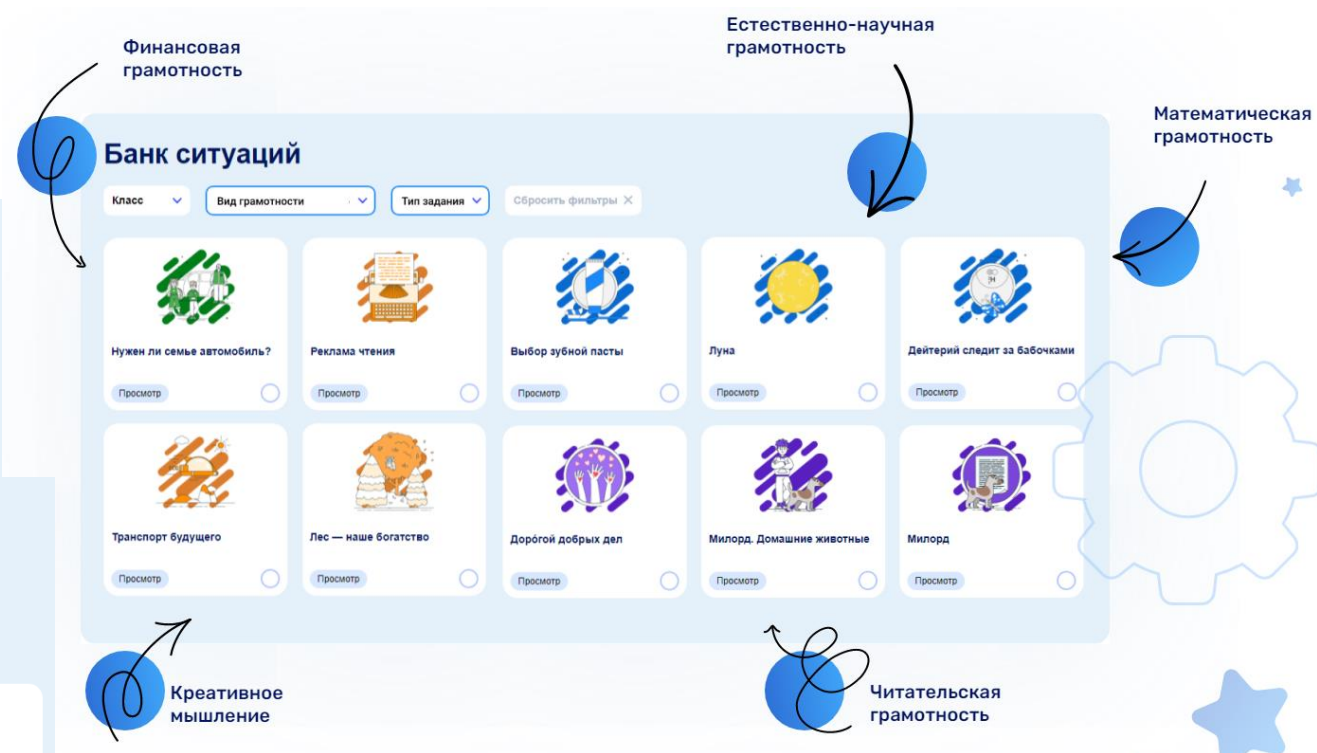 Финансовая
грамотность
Естественно-научная
грамотность
Математическая
грамотность
Банк ситуаций
Класс
Вид грамотности
Тип задания
Сбросить фильтры ×
Нужен ли семье автомобиль?
Реклама чтения
Выбор зубной пасты
Луна
Дейтерий следит за бабочками
Просмотр
Просмотр
Просмотр
Просмотр
Просмотр
Транспорт будущего
Лес — наше богатство
Доро́гой добрых дел
Милорд. Домашние животные
Милорд
Просмотр
Просмотр
Просмотр
Просмотр
Просмотр
Креативное
мышление
Читательская
грамотность